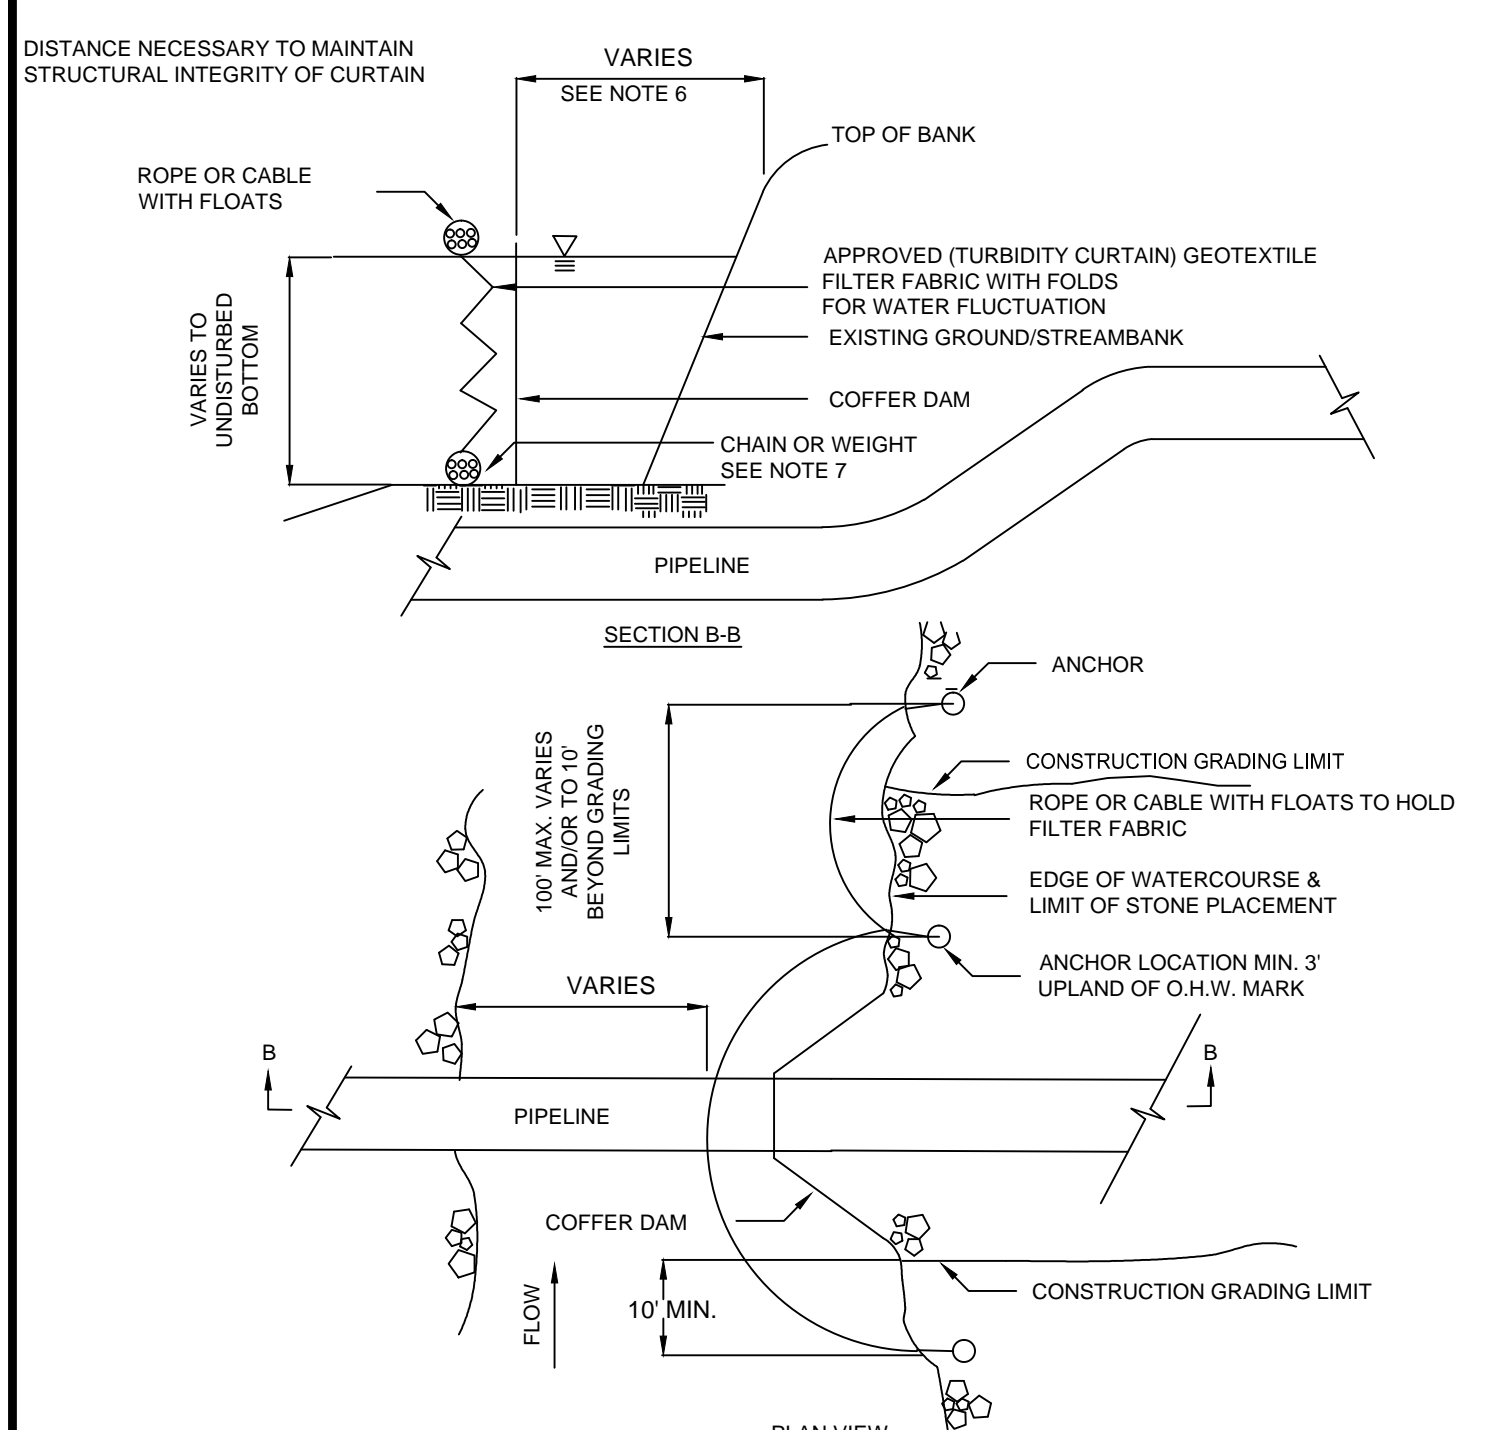 DISTANCE NECESSARY TO MAINTAIN
STRUCTURAL INTEGRITY OF CURTAIN
VARIES
SEE NOTE 6
TOP OF BANK
ROPE OR CABLE
WITH FLOATS
APPROVED (TURBIDITY CURTAIN) GEOTEXTILE
FILTER FABRIC WITH FOLDS
FOR WATER FLUCTUATION
EXISTING GROUND/STREAMBANK
VARIES TO
UNDISTURBED
BOTTOM
COFFER DAM
CHAIN OR WEIGHT
SEE NOTE 7
PIPELINE
SECTION B-B
ANCHOR
100' MAX. VARIES
AND/OR TO 10'
BEYOND GRADING
LIMITS
CONSTRUCTION GRADING LIMIT
ROPE OR CABLE WITH FLOATS TO HOLD
FILTER FABRIC
EDGE OF WATERCOURSE &
LIMIT OF STONE PLACEMENT
ANCHOR LOCATION MIN. 3'
UPLAND OF O.H.W. MARK
VARIES
B
B
PIPELINE
COFFER DAM
FLOW
10' MIN.
CONSTRUCTION GRADING LIMIT
PLAN VIEW